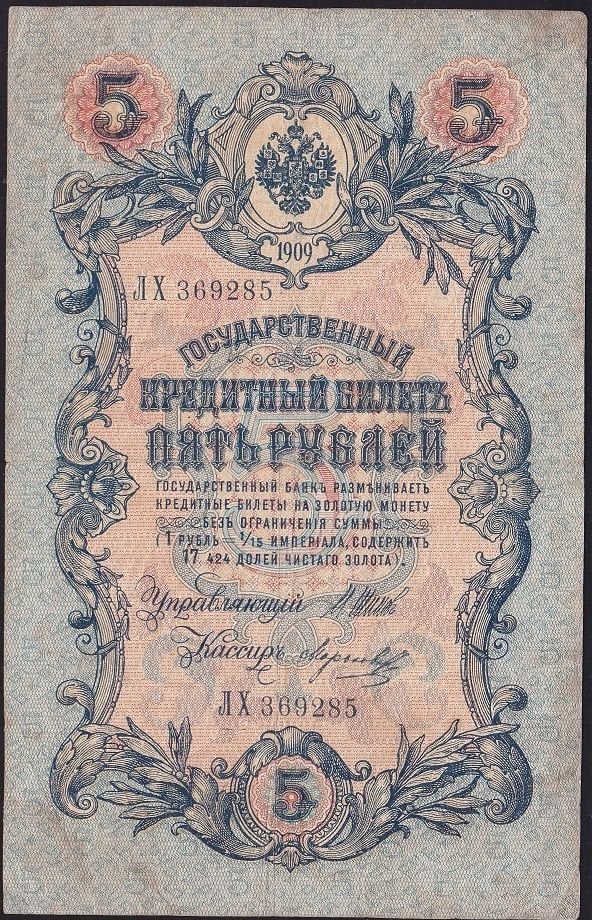 5 5
1909
ЛХ 369285
ГОСУДАРСТВЕННЫЙ
КРЕДИТНЫЙ БИЛЕТЪ
ПЯТЬ РУБЛЕЙ
ГОСУДАРСТВЕННЫЙ БАНКЪ РАЗМѢНИВАЕТЪ
КРЕДИТНЫЕ БИЛЕТЫ НА ЗОЛОТУЮ МОНЕТУ
БЕЗЪ ОГРАНИЧЕНІЯ СУММЫ
(1 РУБЛЬ = 1/15 ИМПЕРІАЛА, СОДЕРЖИТЪ
17,424 ДОЛЕЙ ЧИСТАГО ЗОЛОТА).
Управляющій
Кассиръ
ЛХ 369285
5